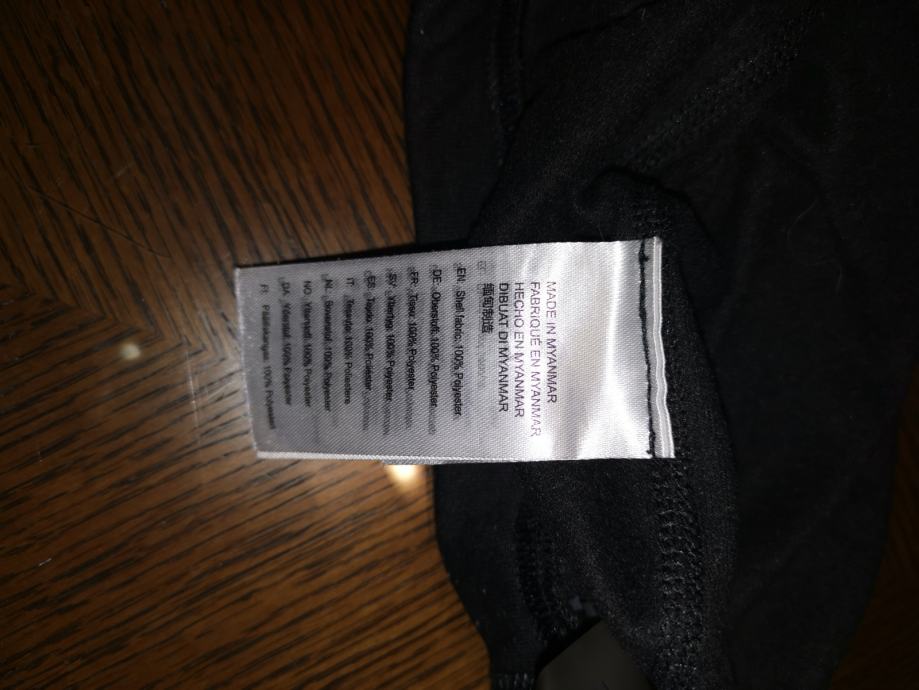 MADE IN MYANMAR
FABRIQUÉ EN MYANMAR
HECHO EN MYANMAR
DIBUAT DI MYANMAR
缅甸制造
EN: Shell fabric: 100% Polyester
DE: Oberstoff: 100% Polyester
FR: Tissu: 100% Polyester
SV: Yttertyg: 100% Polyester
ES: Tejido: 100% Poliéster
IT: Tessuto: 100% Poliestere
NL: Bovenstof: 100% Polyester
NO: Ytterstoff: 100% Polyester
DA: Materiale: 100% Polyester
FI: Päällikangas: 100% Polyesteri